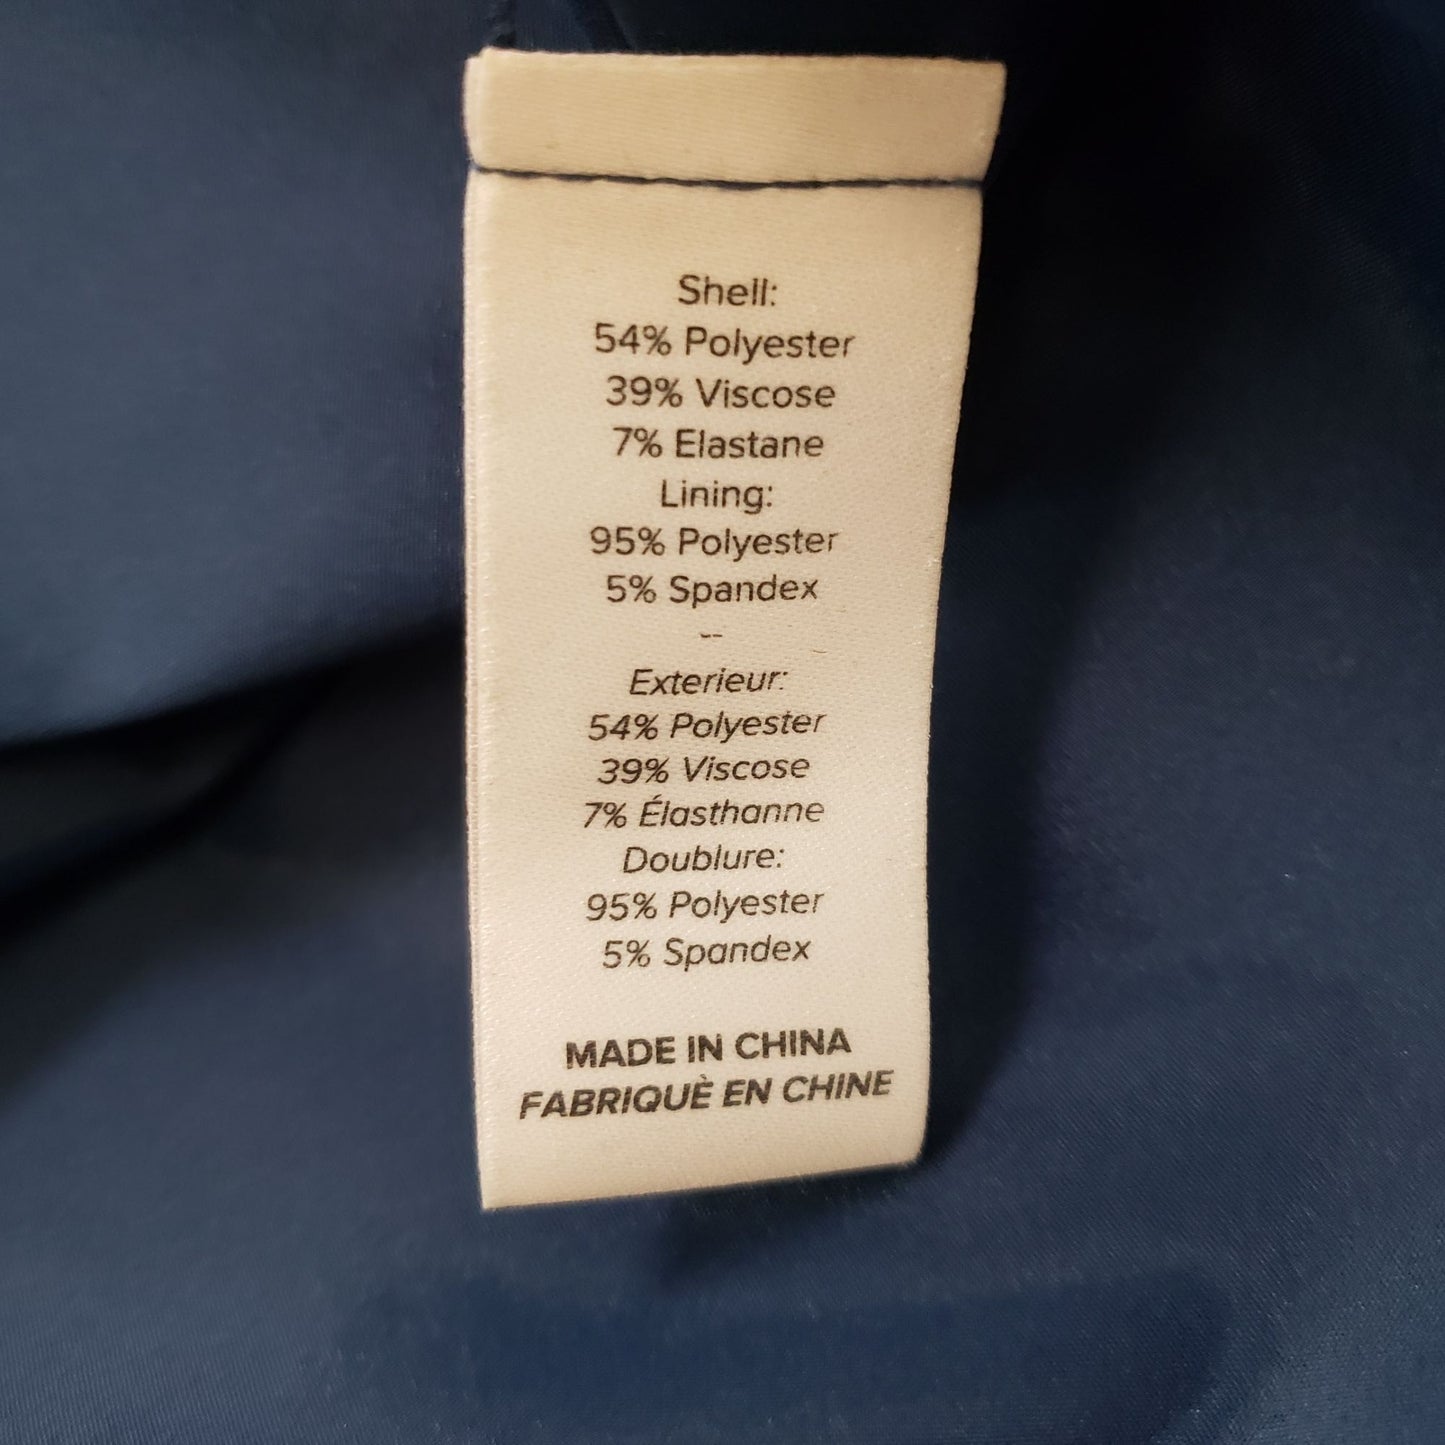 Shell:
54% Polyester
39% Viscose
7% Elastane
Lining:
95% Polyester
5% Spandex
--
Exterieur:
54% Polyester
39% Viscose
7% Élasthanne
Doublure:
95% Polyester
5% Spandex
MADE IN CHINA
FABRIQUÈ EN CHINE